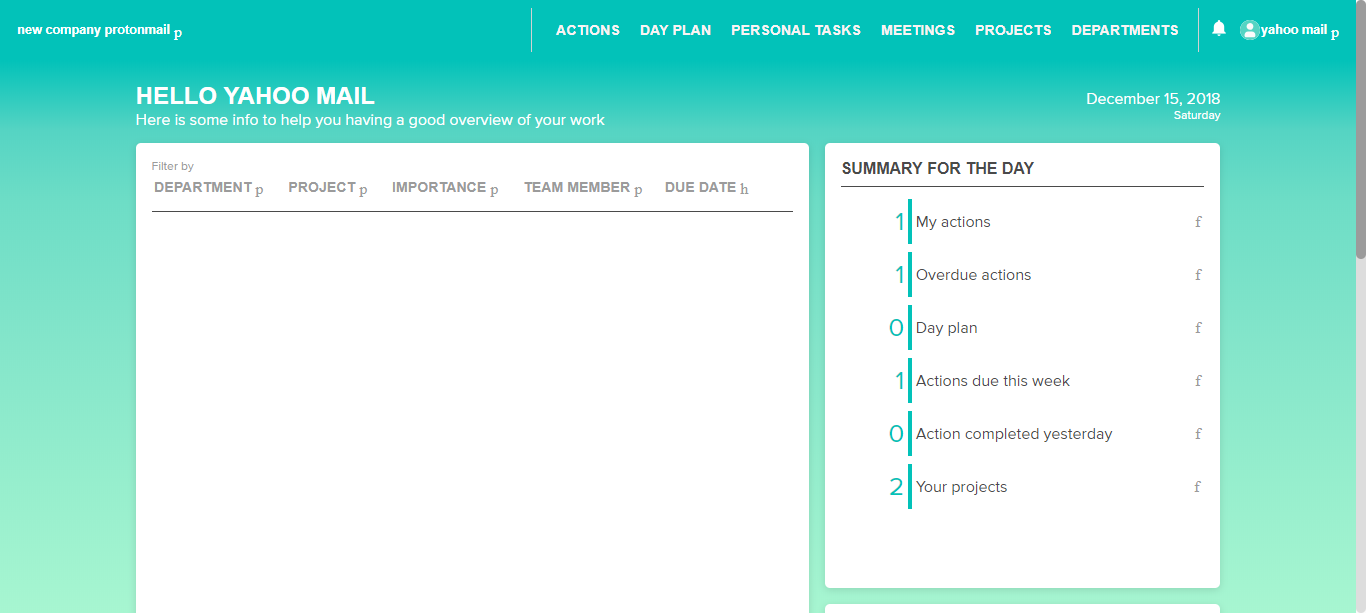 new company protonmail p
ACTIONS DAY PLAN PERSONAL TASKS MEETINGS PROJECTS DEPARTMENTS yahoo mail p
HELLO YAHOO MAIL
Here is some info to help you having a good overview of your work
December 15, 2018
Saturday
Filter by
DEPARTMENT p PROJECT p IMPORTANCE p TEAM MEMBER p DUE DATE h
SUMMARY FOR THE DAY
1 My actions f
1 Overdue actions f
0 Day plan f
1 Actions due this week f
0 Action completed yesterday f
2 Your projects f